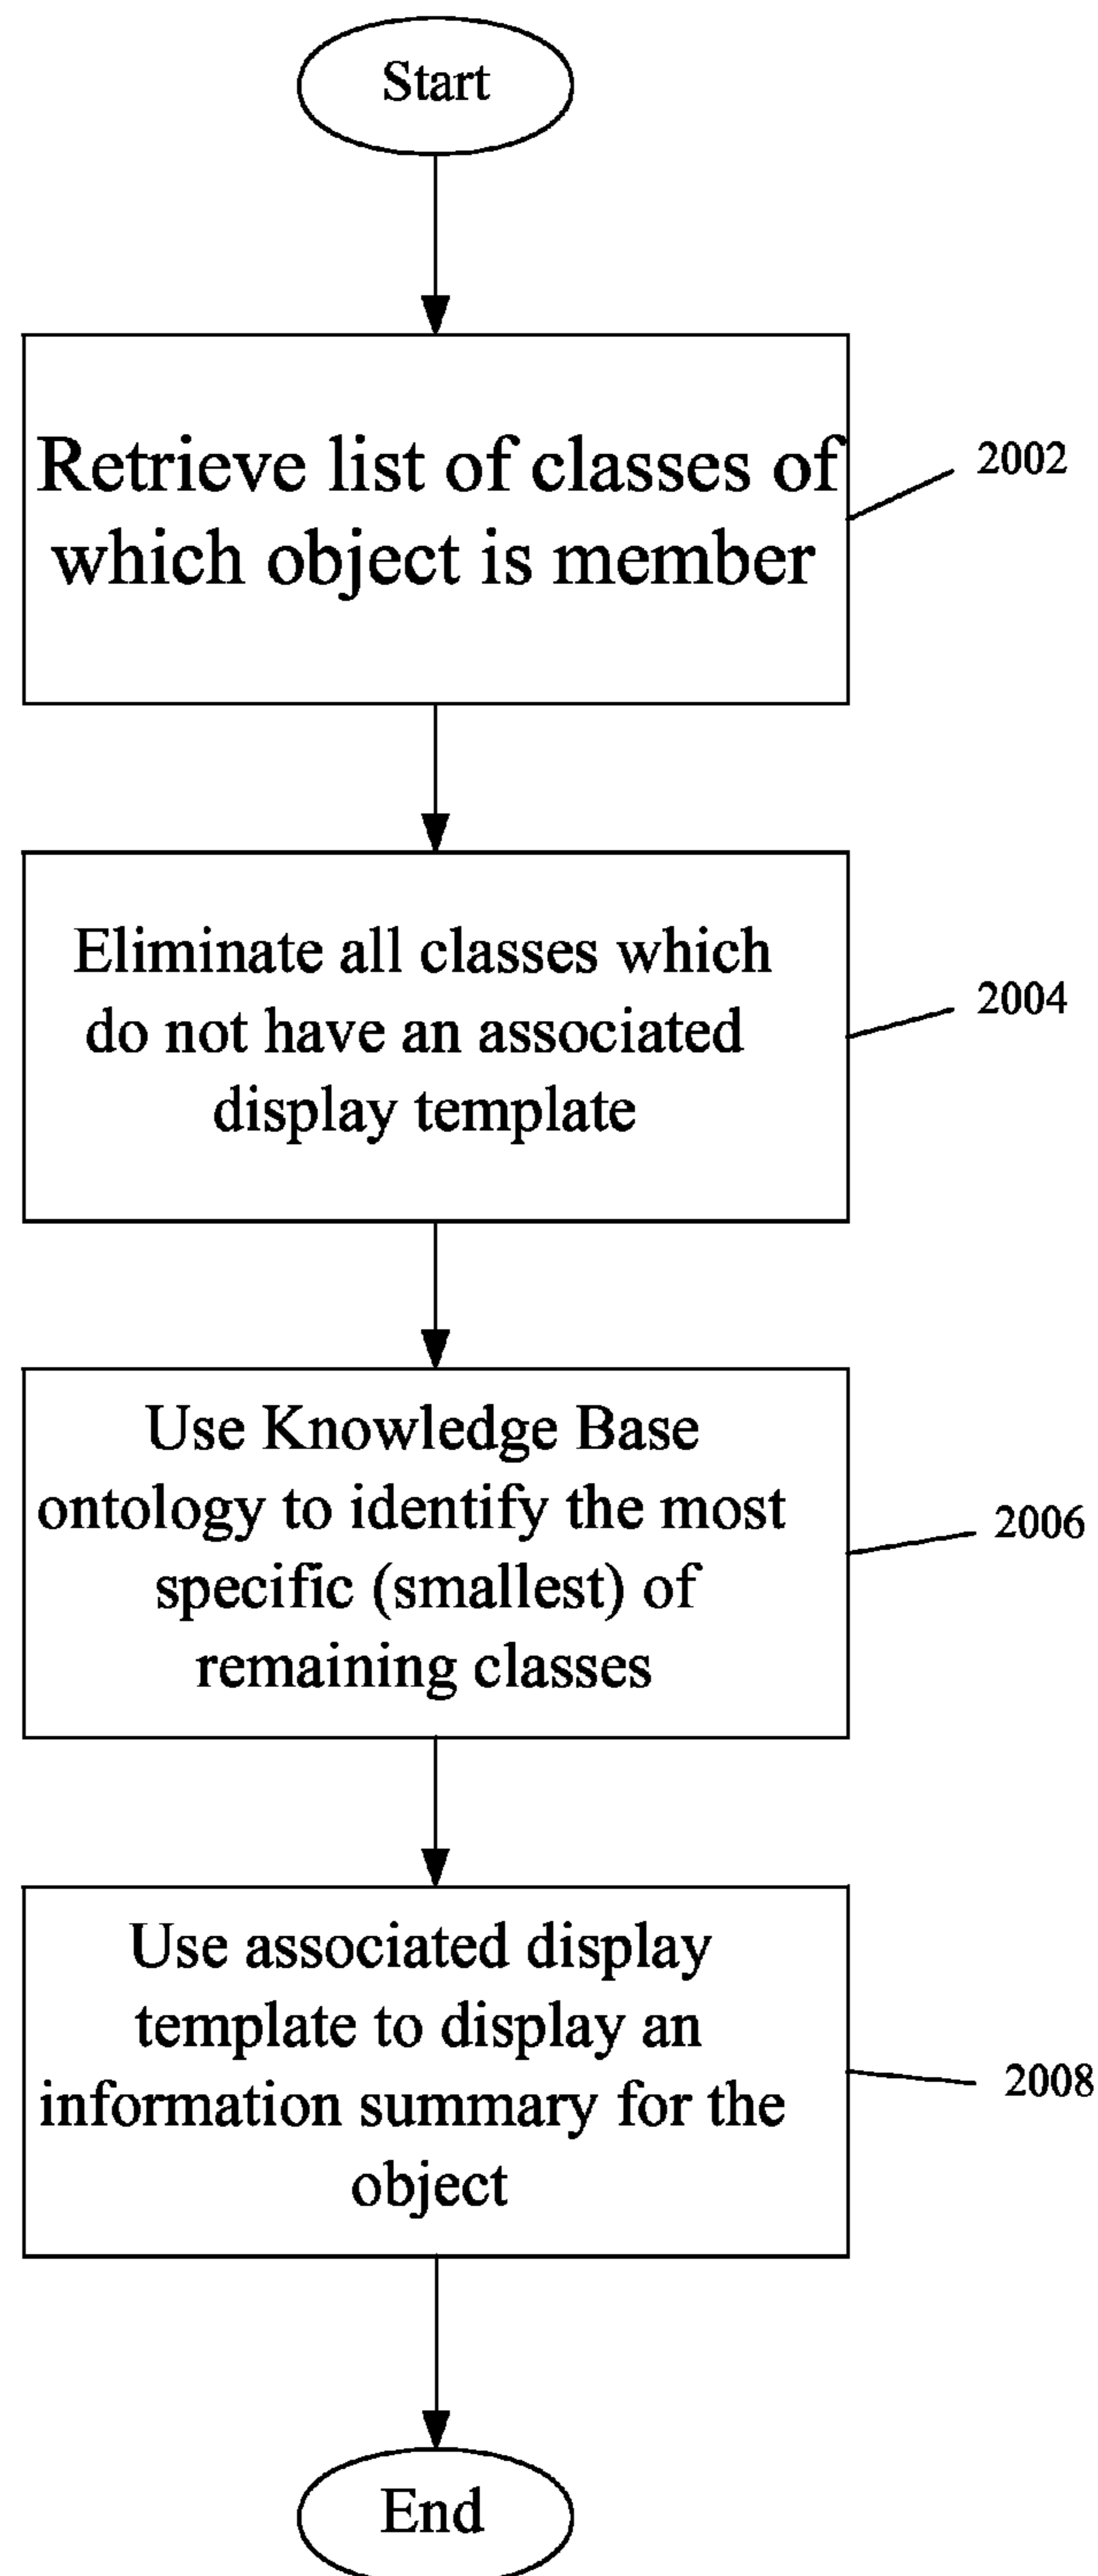 Start
Retrieve list of classes of
which object is member
2002
Eliminate all classes which
do not have an associated
display template
2004
Use Knowledge Base
ontology to identify the most
specific (smallest) of
remaining classes
2006
Use associated display
template to display an
information summary for the
object
2008
End